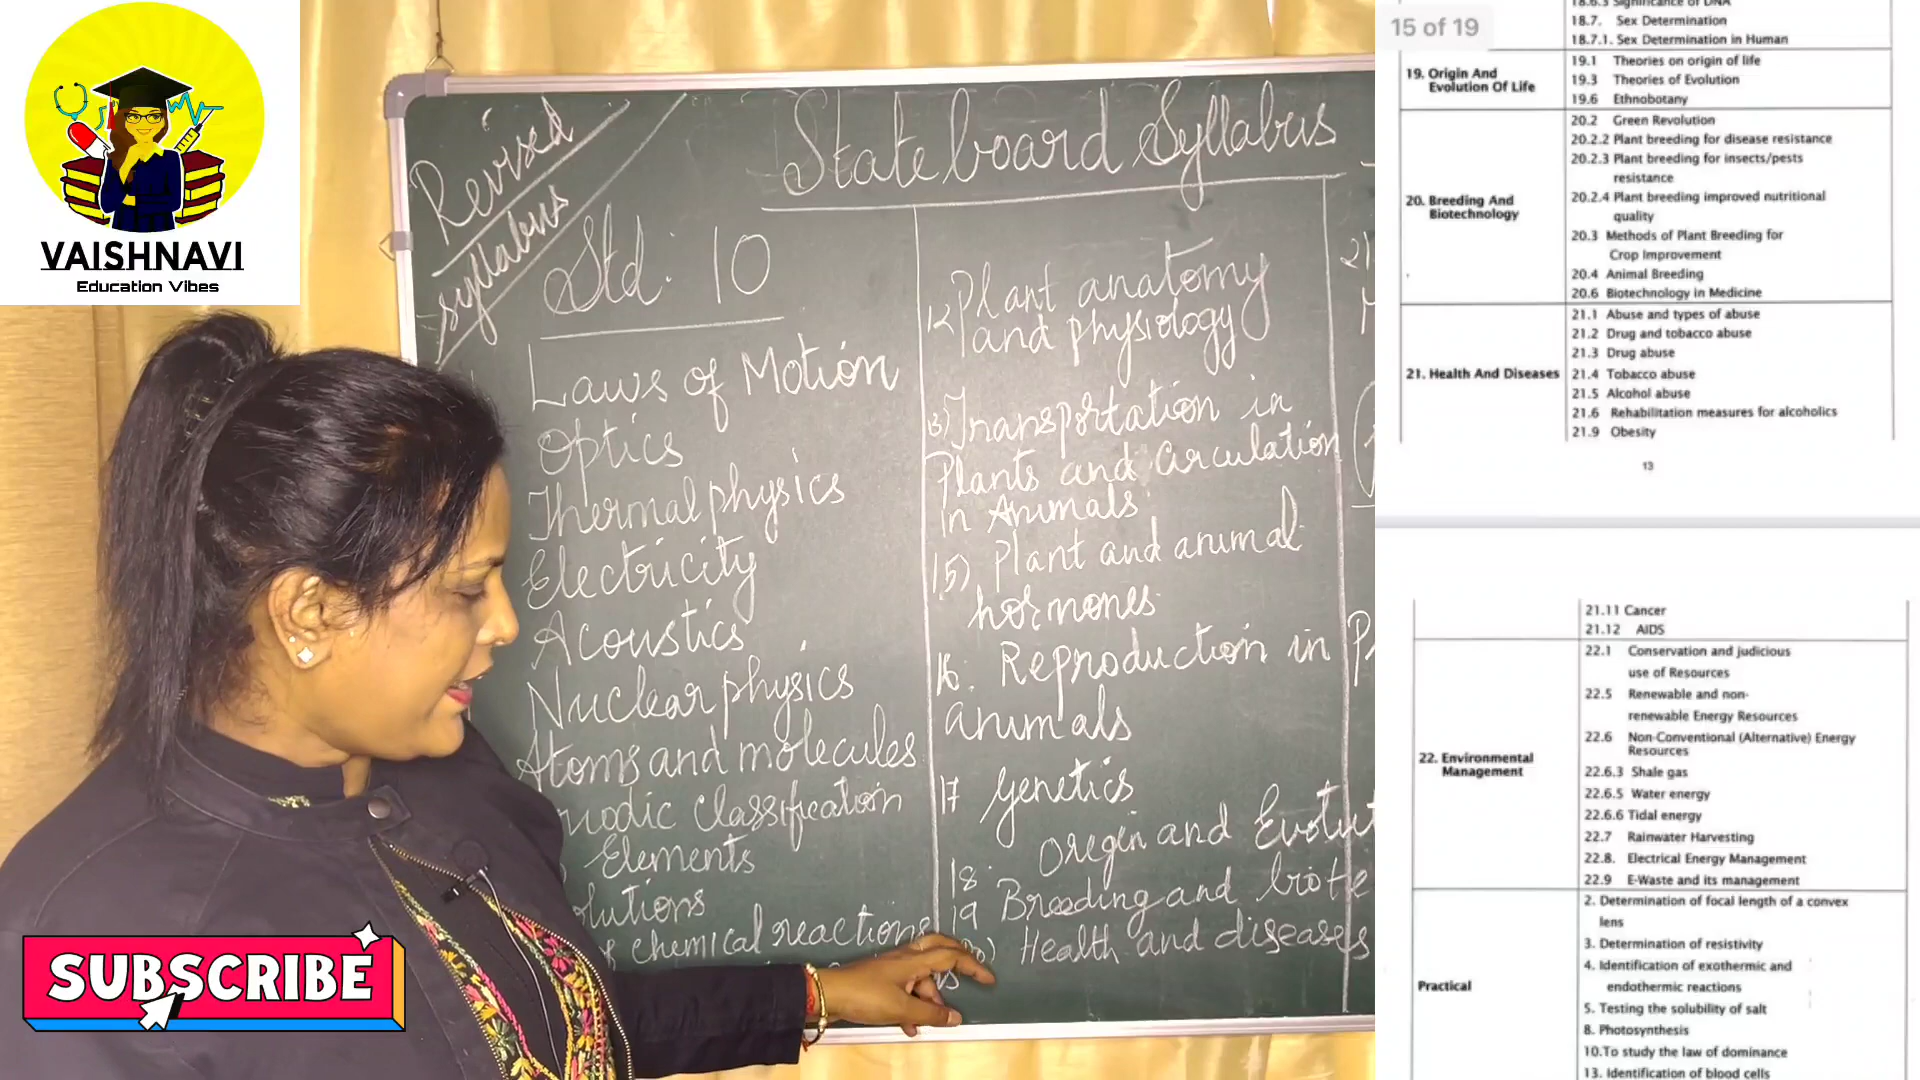 VAISHNAVI
Education Vibes
Revised
syllabus
State board Syllabus
Std. 10
Laws of Motion
Optics
Thermal physics
Electricity
Acoustics
Nuclear physics
Atoms and molecules
Classification
Elements
chemical reactions
12 Plant anatomy
and physiology
Transportation in
Plants and Circulation
in Animals
15) Plant and animal
hormones
16. Reproduction in
animals
17 Genetics
18. Origin and
19 Breeding and
Health and diseases
SUBSCRIBE
15 of 19
18.6.3 Significance of DNA
18.7. Sex Determination
18.7.1. Sex Determination in Human
19. Origin And
Evolution Of Life
19.1 Theories on origin of life
19.3 Theories of Evolution
19.6 Ethnobotany
20. Breeding And
Biotechnology
20.2 Green Revolution
20.2.2 Plant breeding for disease resistance
20.2.3 Plant breeding for insects/pests
resistance
20.2.4 Plant breeding improved nutritional
quality
20.3 Methods of Plant Breeding for
Crop Improvement
20.4 Animal Breeding
20.6 Biotechnology in Medicine
21. Health And Diseases
21.1 Abuse and types of abuse
21.2 Drug and tobacco abuse
21.3 Drug abuse
21.4 Tobacco abuse
21.5 Alcohol abuse
21.6 Rehabilitation measures for alcoholics
21.9 Obesity
13
21.11 Cancer
21.12 AIDS
22. Environmental
Management
22.1 Conservation and judicious
use of Resources
22.5 Renewable and non-
renewable Energy Resources
22.6 Non-Conventional (Alternative) Energy
Resources
22.6.3 Shale gas
22.6.5 Water energy
22.6.6 Tidal energy
22.7 Rainwater Harvesting
22.8. Electrical Energy Management
22.9 E-Waste and its management
Practical
2. Determination of focal length of a convex
lens
3. Determination of resistivity
4. Identification of exothermic and
endothermic reactions
5. Testing the solubility of salt
8. Photosynthesis
10.To study the law of dominance
13. Identification of blood cells